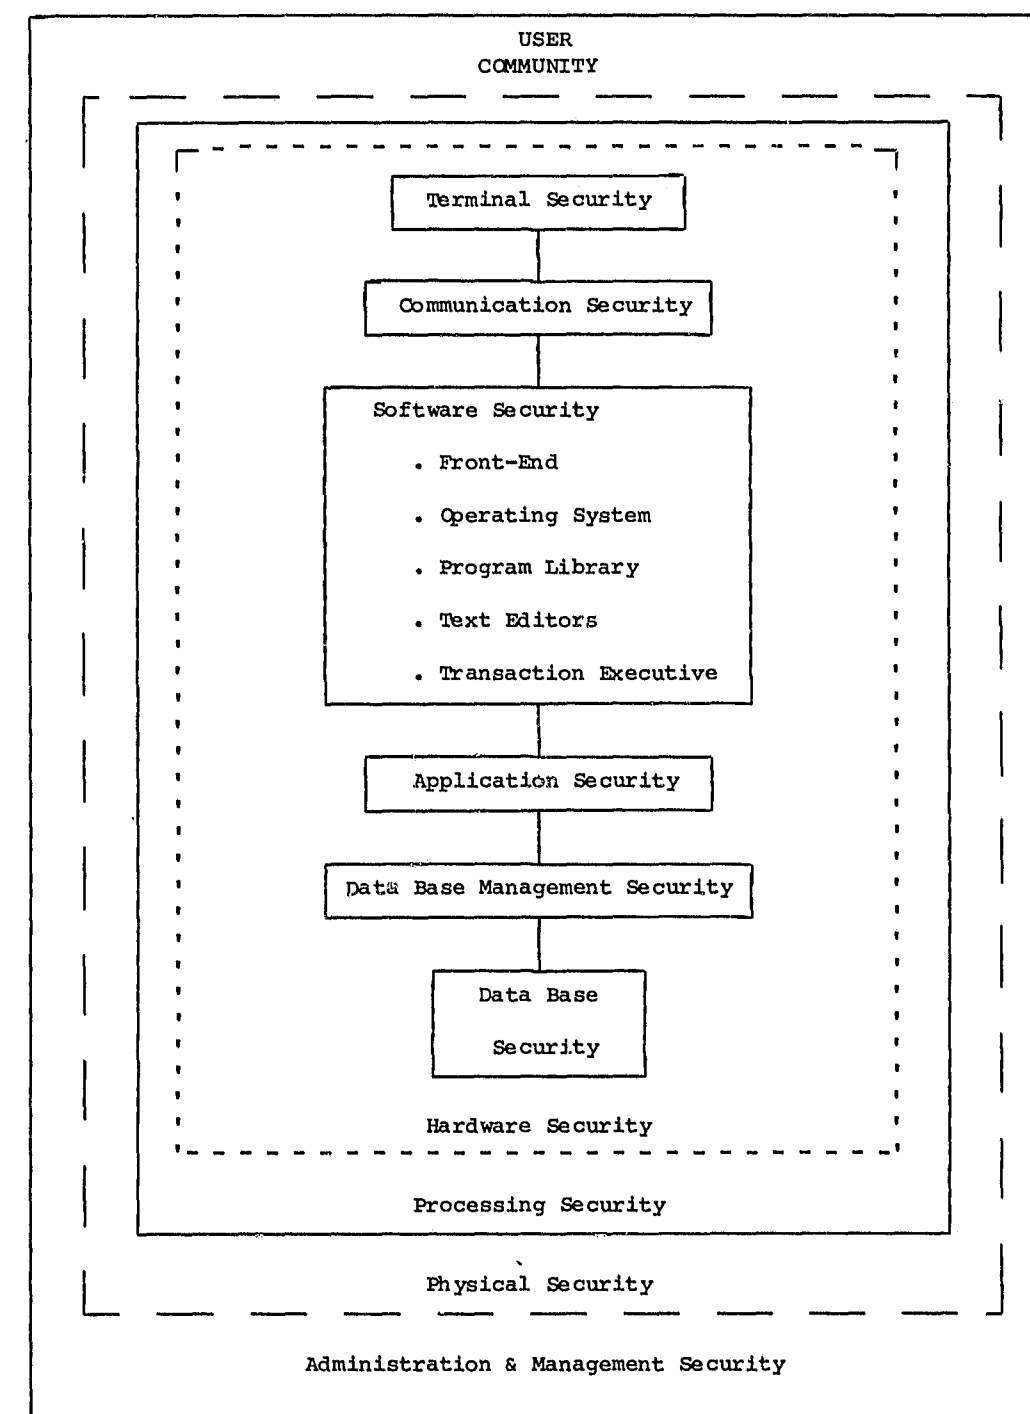 USER
COMMUNITY
Terminal Security
Communication Security
Software Security
. Front-End
. Operating System
. Program Library
. Text Editors
. Transaction Executive
Application Security
Data Base Management Security
Data Base
Security
Hardware Security
Processing Security
Physical Security
Administration & Management Security